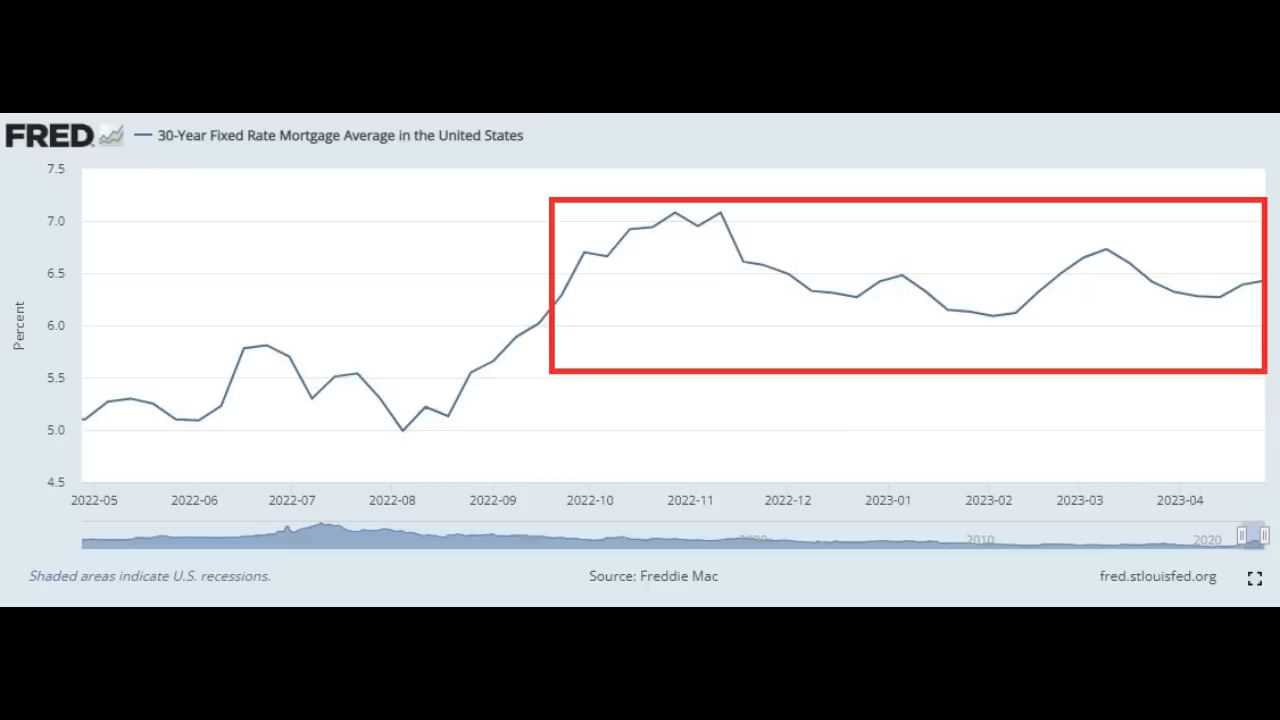 FRED
30-Year Fixed Rate Mortgage Average in the United States
7.5
7.0
6.5
6.0
5.5
5.0
4.5
Percent
2022-05 2022-06 2022-07 2022-08 2022-09 2022-10 2022-11 2022-12 2023-01 2023-02 2023-03 2023-04
2010 2020
Shaded areas indicate U.S. recessions. Source: Freddie Mac fred.stlouisfed.org